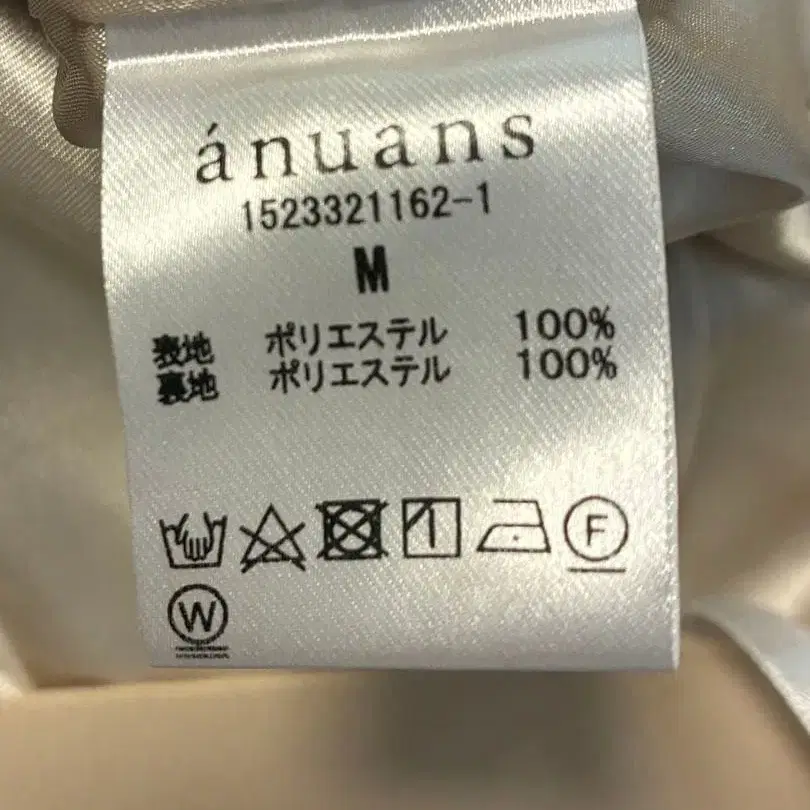 ánuans
1523321162-1
M
表地 ポリエステル 100%
裏地 ポリエステル 100%
F
W